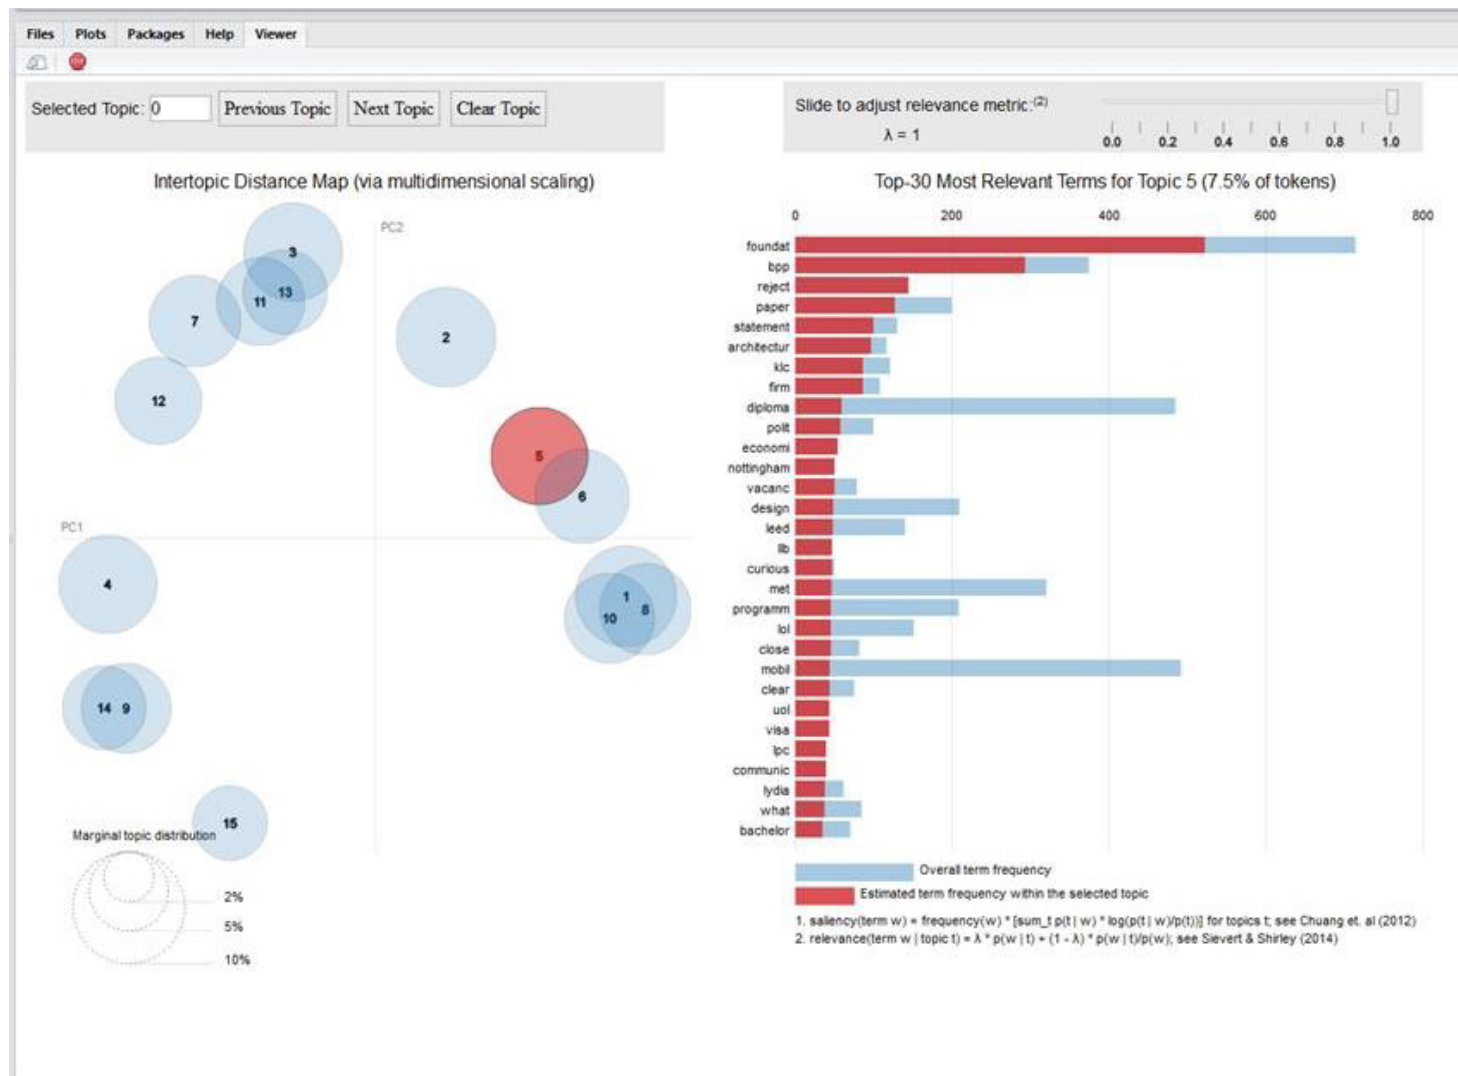 Files Plots Packages Help Viewer
Selected Topic: 0 Previous Topic Next Topic Clear Topic
Slide to adjust relevance metric:(2)
λ = 1
0.0 0.2 0.4 0.6 0.8 1.0
Intertopic Distance Map (via multidimensional scaling)
PC2
PC1
3
13
11
7
2
12
5
6
4
1
8
10
14 9
15
Marginal topic distribution
2%
5%
10%
Top-30 Most Relevant Terms for Topic 5 (7.5% of tokens)
0 200 400 600 800
foundat
bpp
reject
paper
statement
architectur
klc
firm
diploma
polit
economi
nottingham
vacanc
design
leed
llb
curious
met
programm
lol
close
mobil
clear
uol
visa
lpc
communic
lydia
what
bachelor
Overall term frequency
Estimated term frequency within the selected topic
1. saliency(term w) = frequency(w) * [sum_t p(t | w) * log(p(t | w)/p(t))] for topics t; see Chuang et. al (2012)
2. relevance(term w | topic t) = λ * p(w | t) + (1 - λ) * p(w | t)/p(w); see Sievert & Shirley (2014)